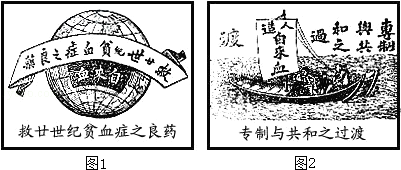 救廿世紀貧血症之良藥
救廿世纪贫血症之良药
图1
專制與共和之過渡
人造自來血
专制与共和之过渡
图2